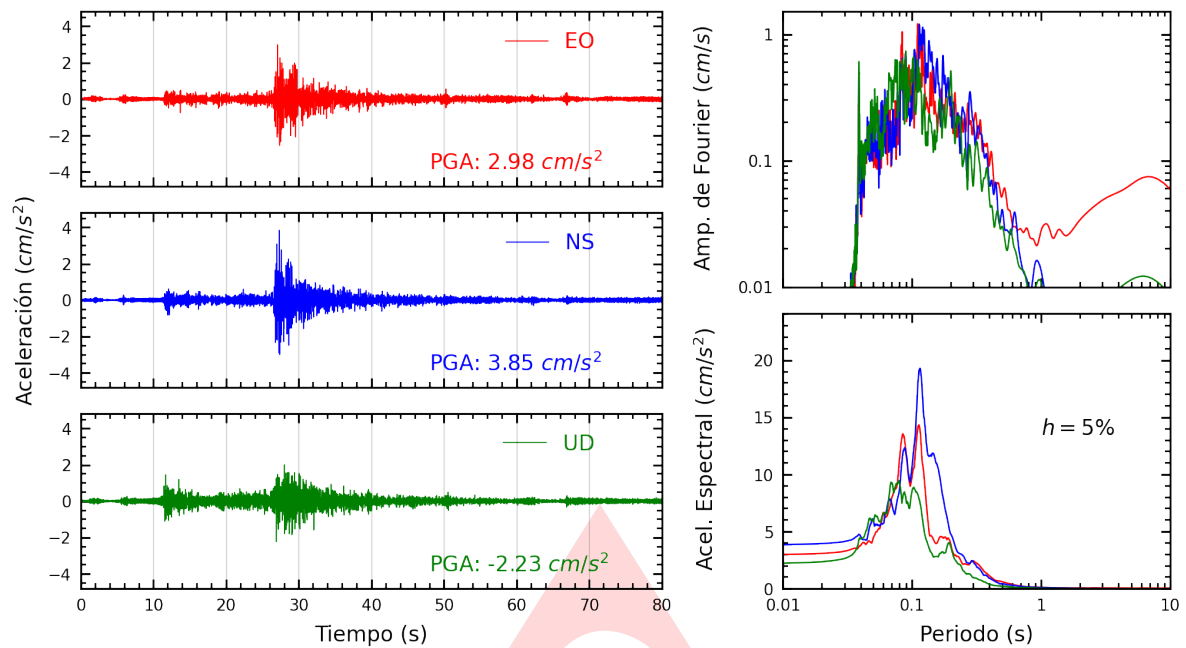 Aceleración (cm/s²)
4
2
0
−2
−4
EO
PGA: 2.98 cm/s²
4
2
0
−2
−4
NS
PGA: 3.85 cm/s²
4
2
0
−2
−4
UD
PGA: -2.23 cm/s²
0 10 20 30 40 50 60 70 80
Tiempo (s)
Amp. de Fourier (cm/s)
1
0.1
0.01
Acel. Espectral (cm/s²)
20
15
10
5
0
h = 5%
0.01 0.1 1 10
Periodo (s)